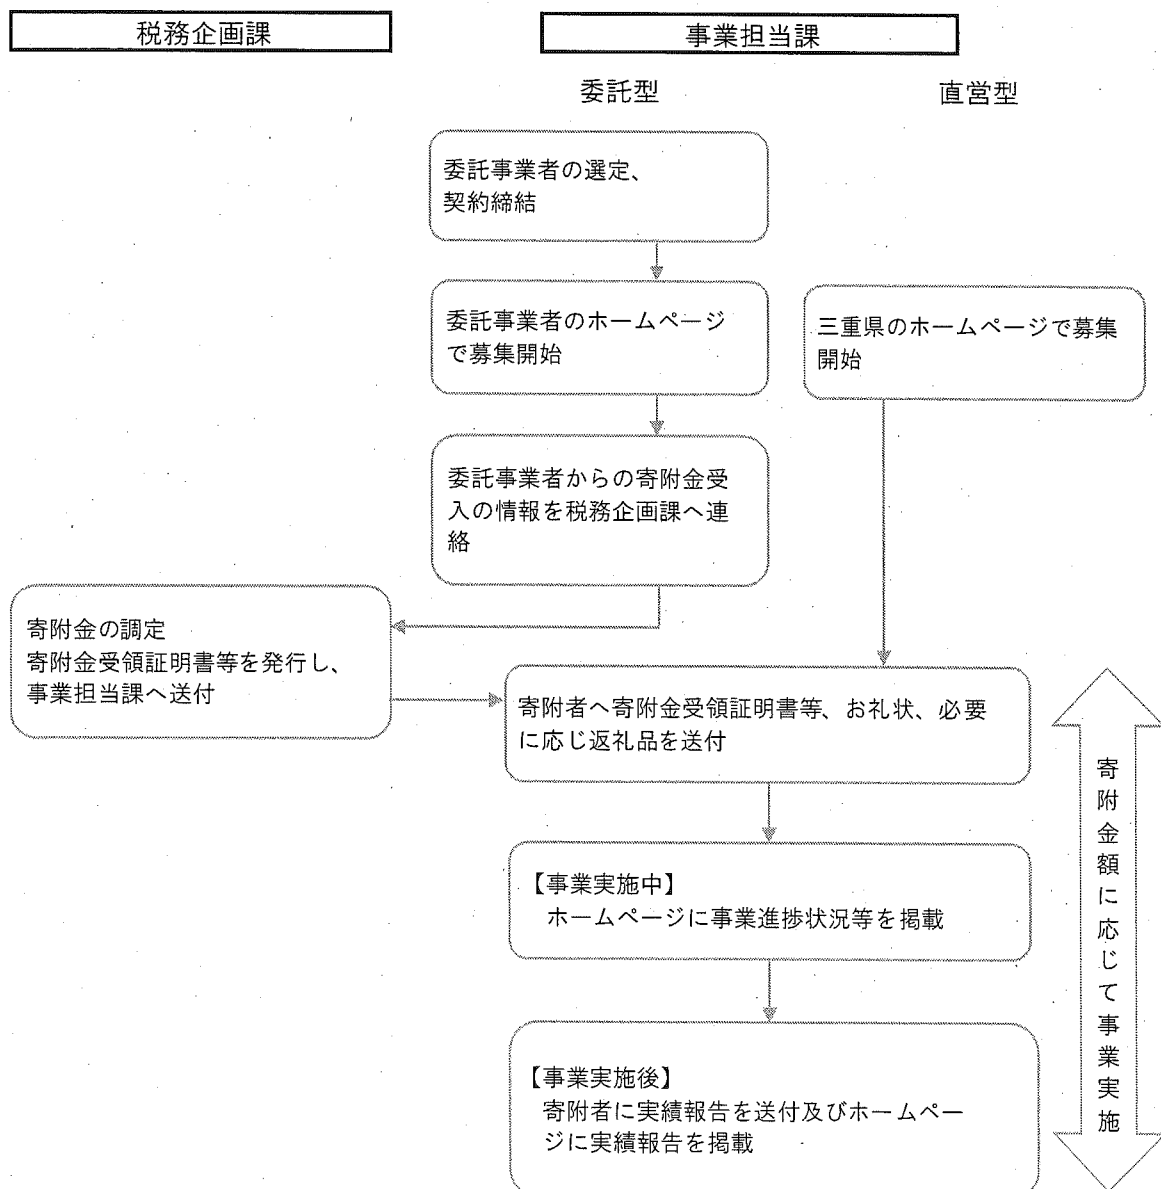 税務企画課
事業担当課
委託型
直営型
委託事業者の選定、
契約締結
委託事業者のホームページ
で募集開始
三重県のホームページで募集
開始
委託事業者からの寄附金受
入の情報を税務企画課へ連
絡
寄附金の調定
寄附金受領証明書等を発行し、
事業担当課へ送付
寄附者へ寄附金受領証明書等、お礼状、必要
に応じ返礼品を送付
【事業実施中】
ホームページに事業進捗状況等を掲載
【事業実施後】
寄附者に実績報告を送付及びホームペー
ジに実績報告を掲載
寄附金額に応じて事業実施